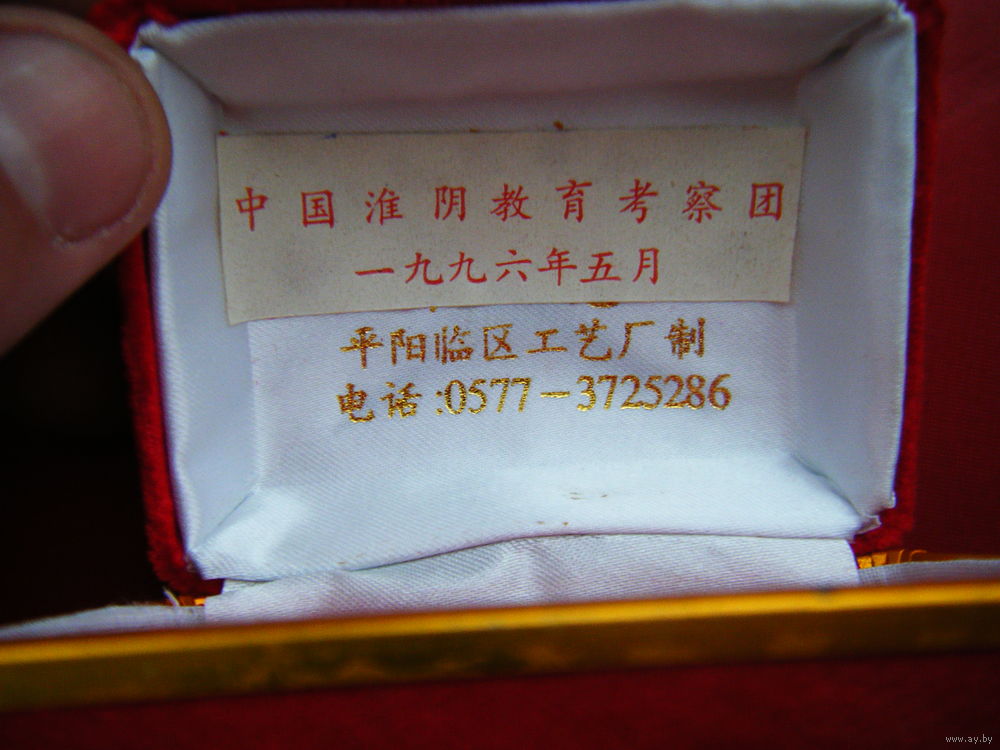 中国淮阴教育考察团
一九九六年五月
平阳临区工艺厂制
电话:0577-3725286
www.ay.by